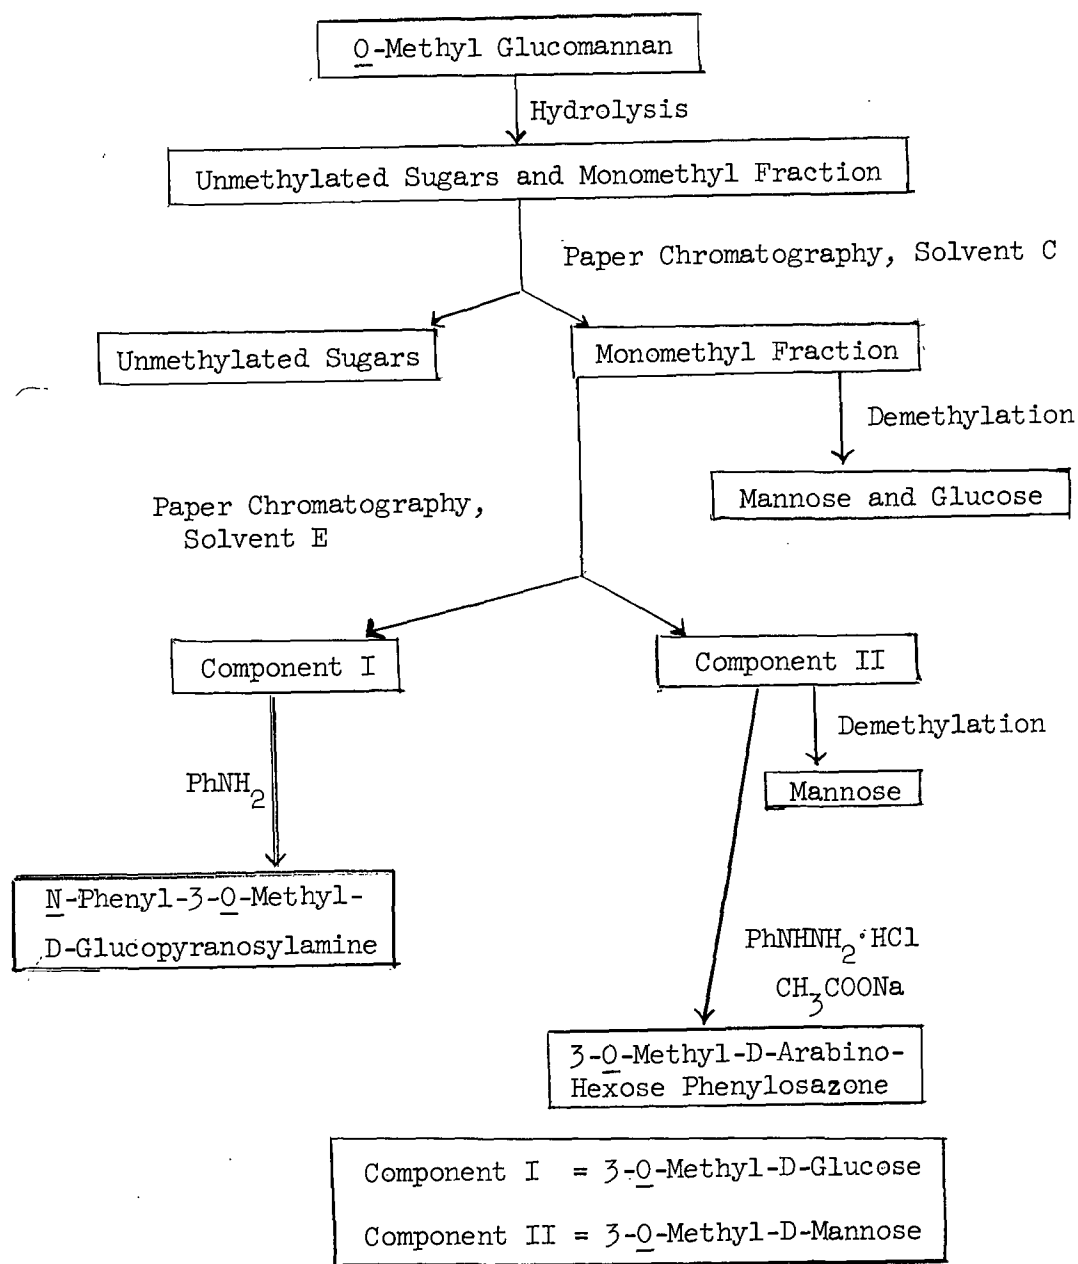 O-Methyl Glucomannan
Hydrolysis
Unmethylated Sugars and Monomethyl Fraction
Paper Chromatography, Solvent C
Unmethylated Sugars
Monomethyl Fraction
Demethylation
Mannose and Glucose
Paper Chromatography,
Solvent E
Component I
Component II
Demethylation
Mannose
PhNH2
N-Phenyl-3-O-Methyl-
D-Glucopyranosylamine
PhNHNH2·HCl
CH3COONa
3-O-Methyl-D-Arabino-
Hexose Phenylosazone
Component I = 3-O-Methyl-D-Glucose
Component II = 3-O-Methyl-D-Mannose